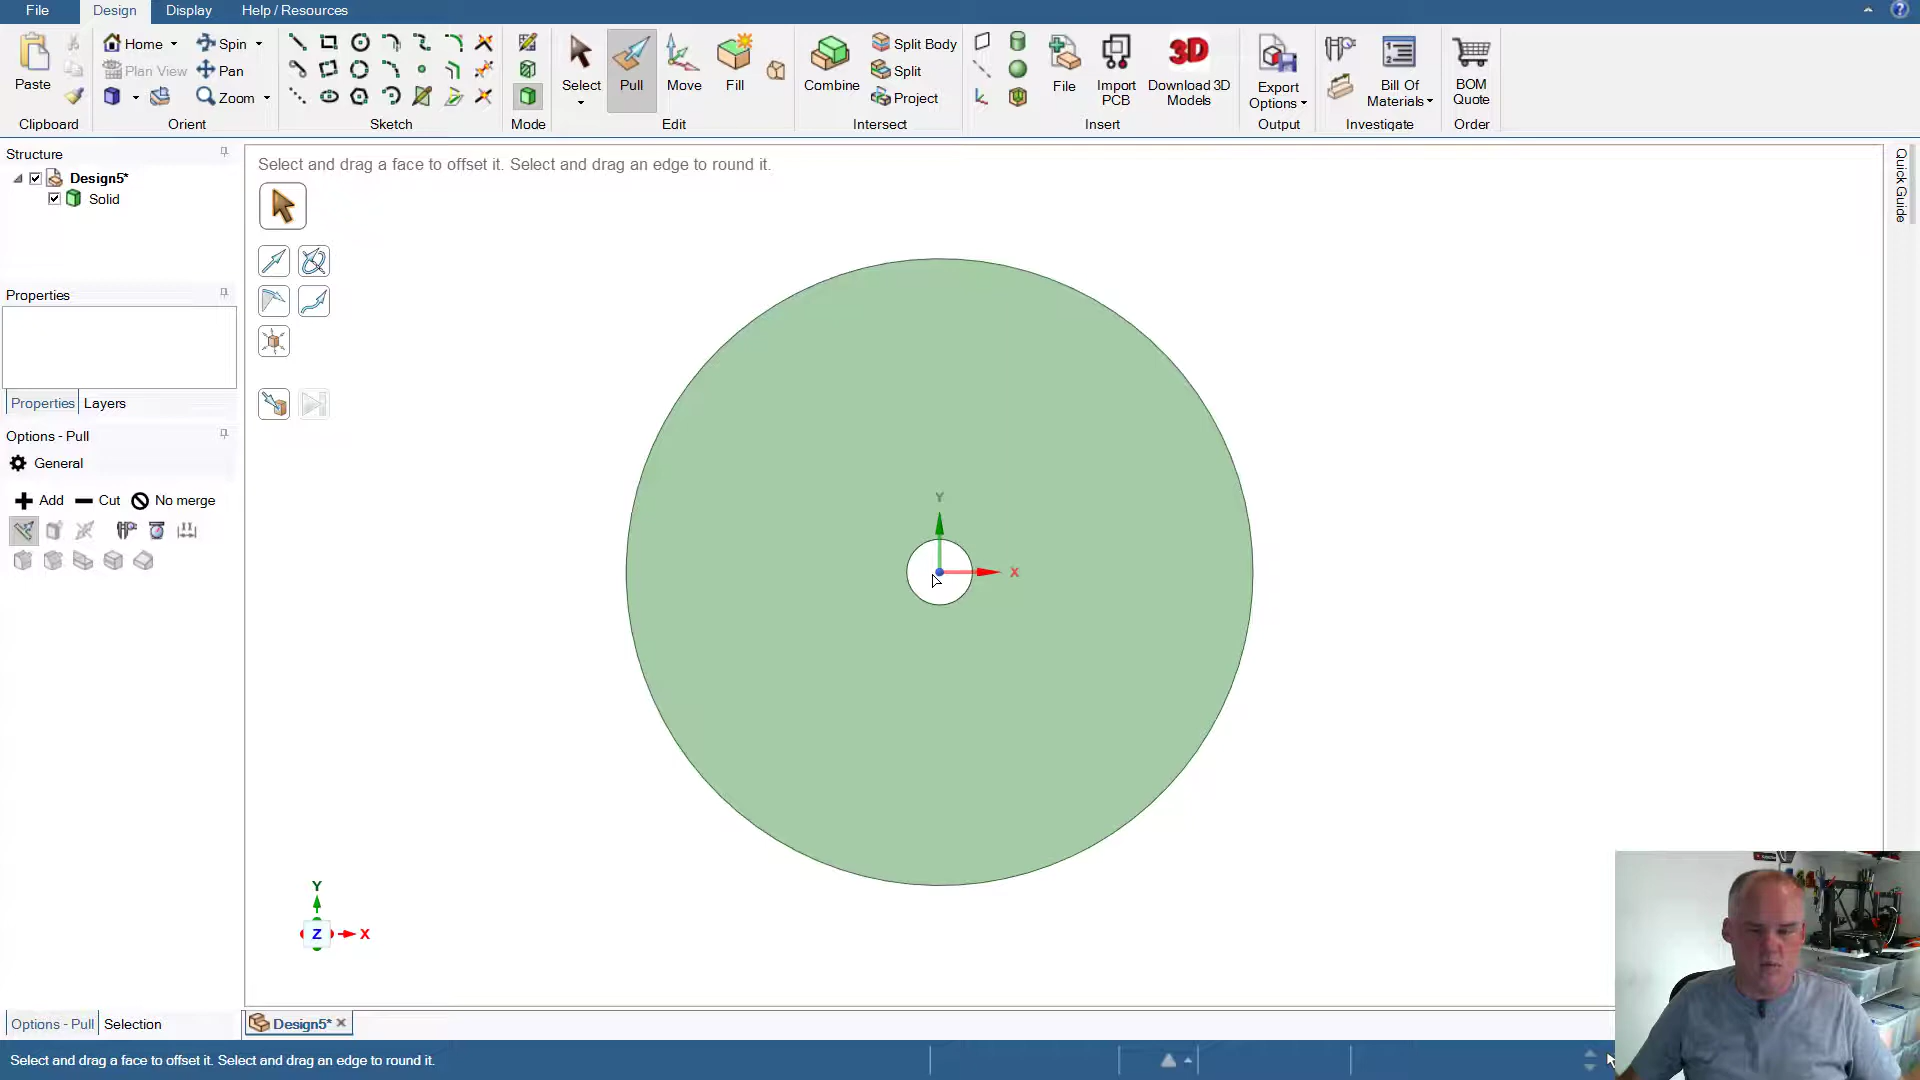 File Design Display Help / Resources
Paste
Home
Spin
Plan View
Pan
Zoom
Select
Pull
Move
Fill
Combine
Split Body
Split
Project
File
Import PCB
Download 3D Models
3D
Export Options
Bill Of Materials
BOM Quote
Clipboard Orient Sketch Mode Edit Intersect Insert Output Investigate Order
Structure
Design5*
Solid
Properties
Properties Layers
Options - Pull
General
Add Cut No merge
Select and drag a face to offset it. Select and drag an edge to round it.
Quick Guide
Y
X
Y
Z
X
Options - Pull Selection
Design5*
Select and drag a face to offset it. Select and drag an edge to round it.